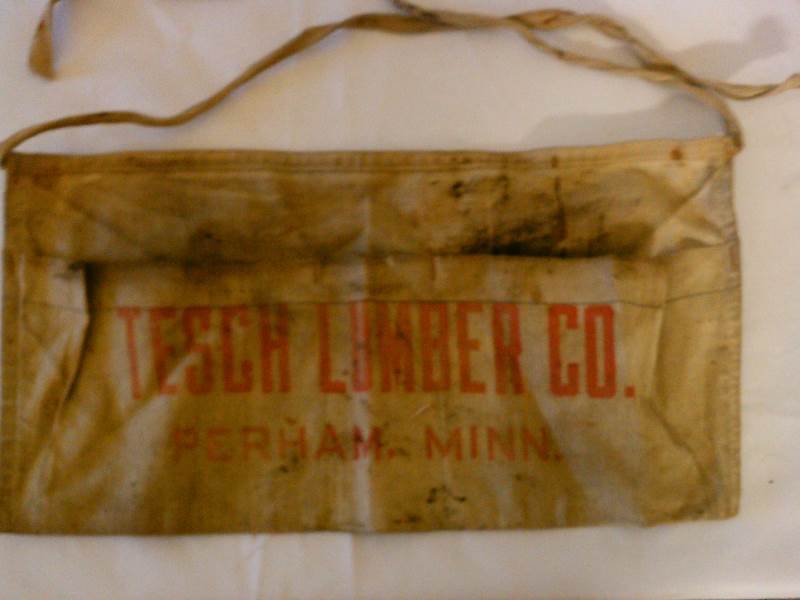 TESCH LUMBER CO.
PERHAM, MINN.